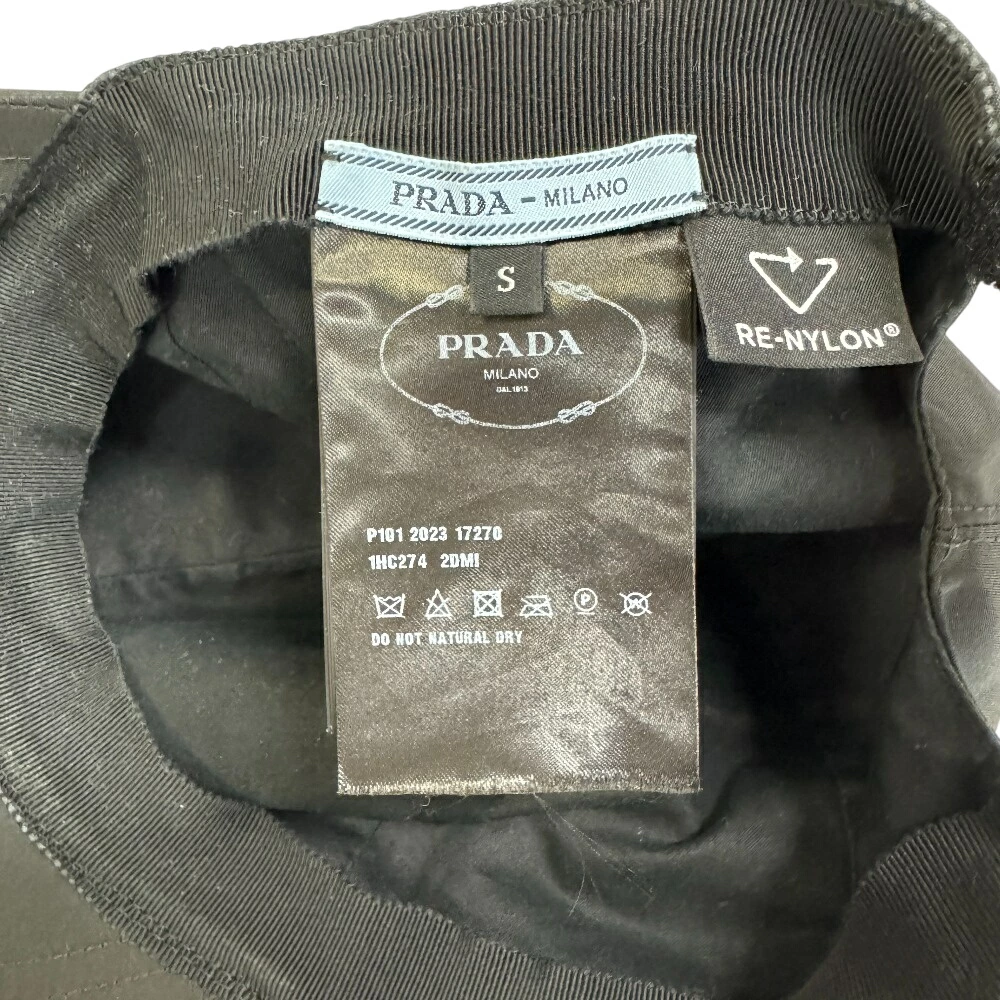 PRADA - MILANO
S
PRADA
MILANO
DAL 1913
RE-NYLON®
P101 2023 17270
1HC274 2DMI
P
W
DO NOT NATURAL DRY